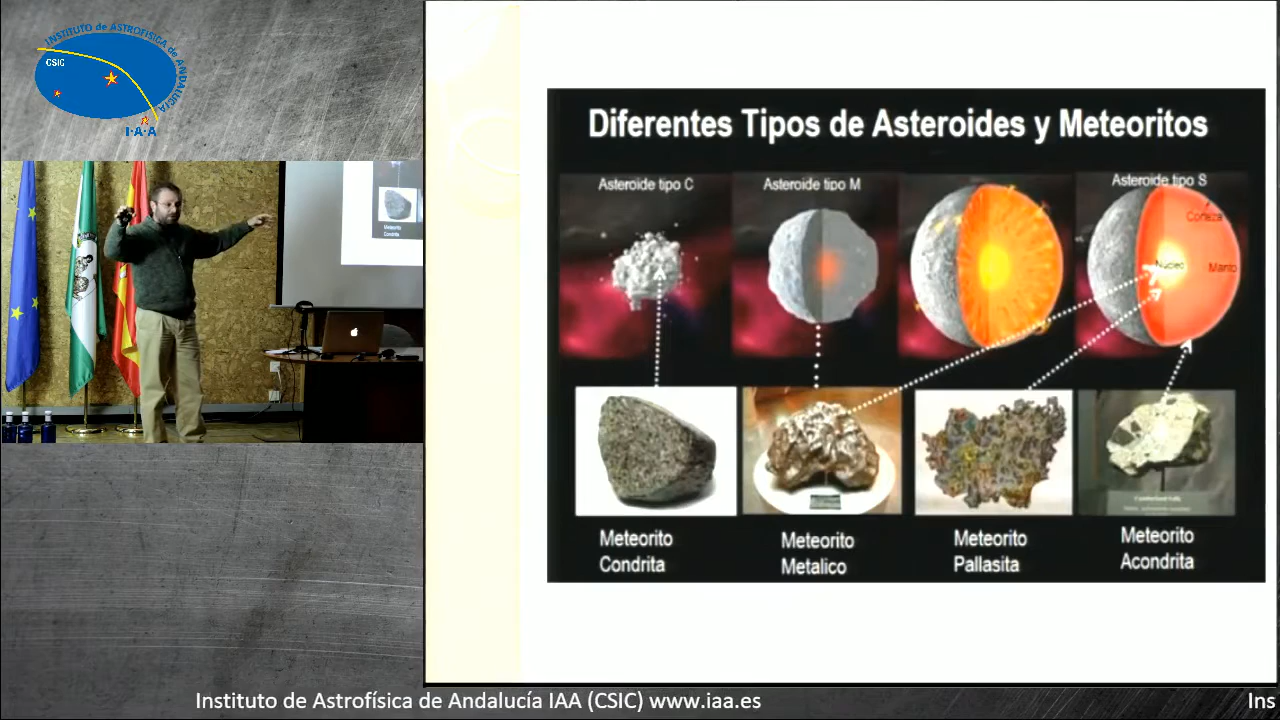 INSTITUTO de ASTROFÍSICA de ANDALUCÍA
CSIC
I·A·A
Meteorito
Condrita
Diferentes Tipos de Asteroides y Meteoritos
Asteroide tipo C
Asteroide tipo M
Asteroide tipo S
Corteza
Nucleo
Manto
Meteorito
Condrita
Meteorito
Metalico
Meteorito
Pallasita
Meteorito
Acondrita
Instituto de Astrofísica de Andalucía IAA (CSIC) www.iaa.es
Ins